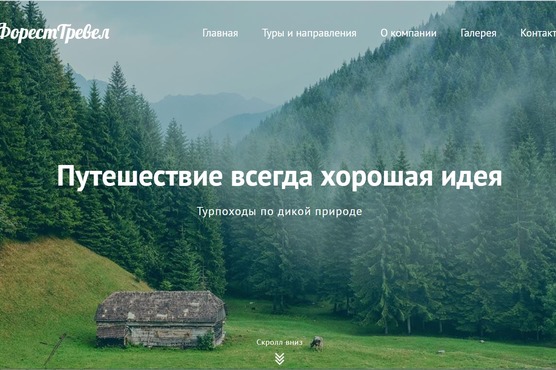 ФорестТревел
Главная Туры и направления О компании Галерея Контакт
Путешествие всегда хорошая идея
Турпоходы по дикой природе
Скролл вниз